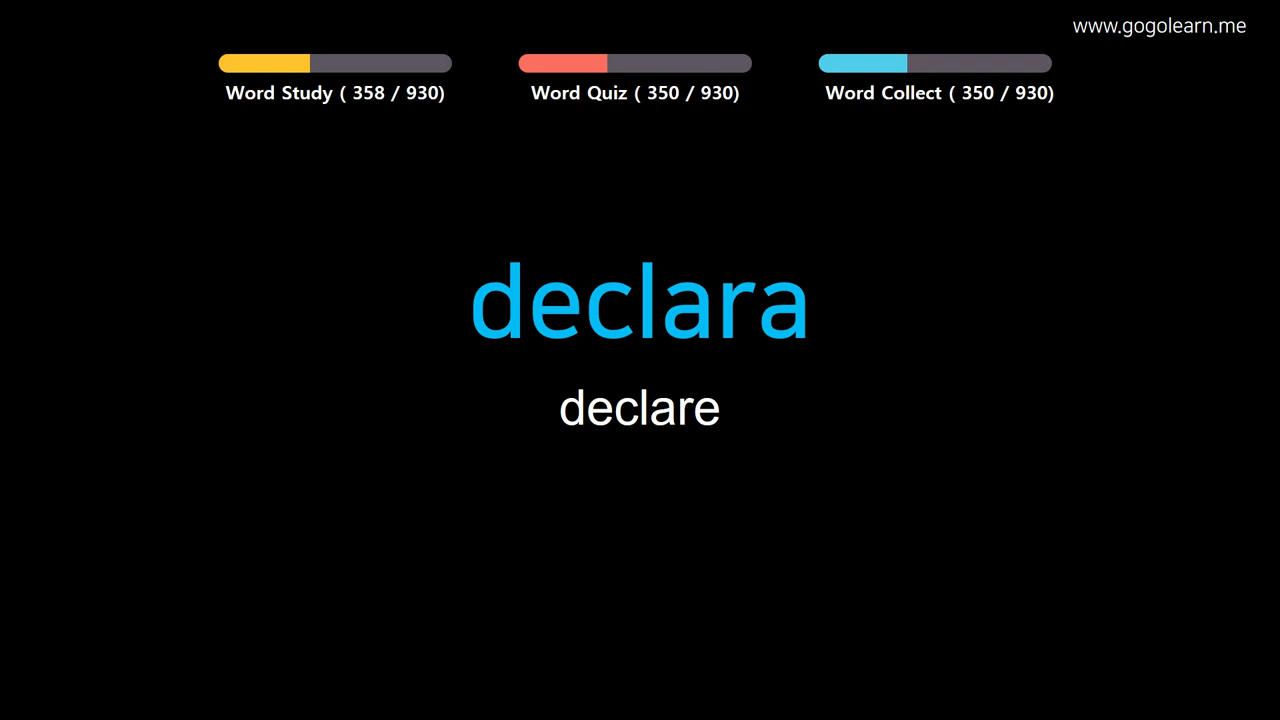 www.gogolearn.me
Word Study ( 358 / 930)
Word Quiz ( 350 / 930)
Word Collect ( 350 / 930)
declara
declare